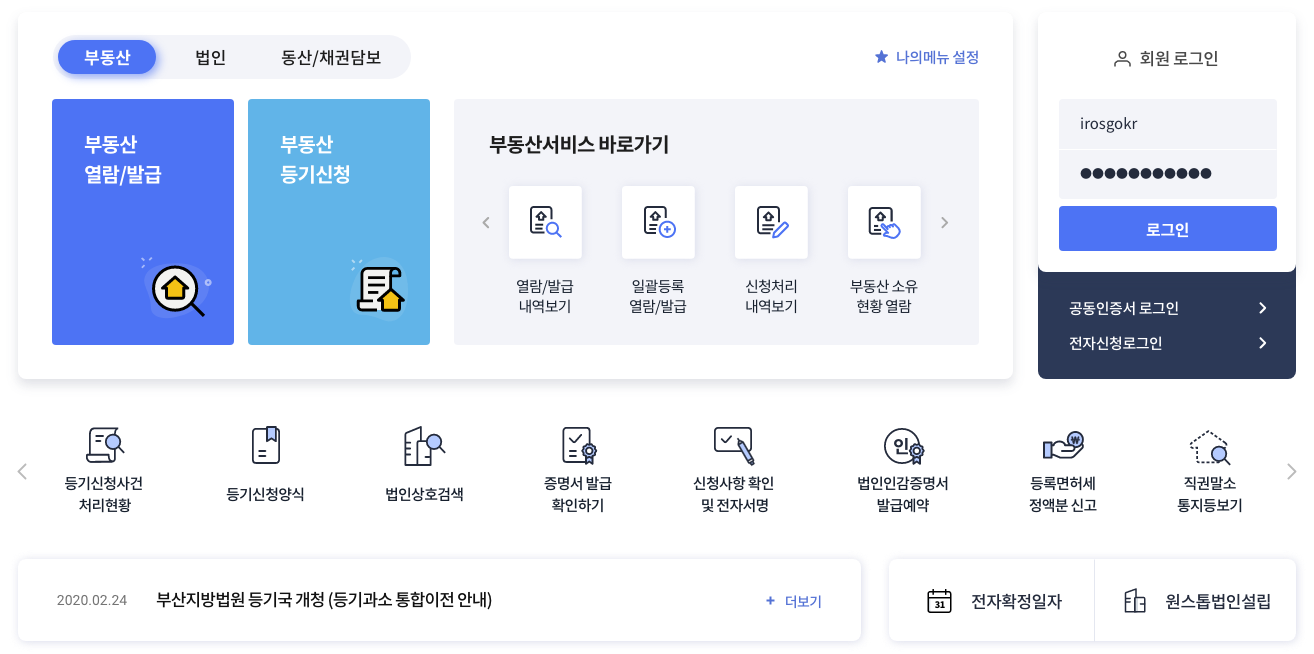 부동산 법인 동산/채권담보
나의메뉴 설정
부동산
열람/발급
부동산
등기신청
부동산서비스 바로가기
열람/발급
내역보기
일괄등록
열람/발급
신청처리
내역보기
부동산 소유
현황 열람
회원 로그인
irosgokr
●●●●●●●●●●●
로그인
공동인증서 로그인
전자신청로그인
등기신청사건
처리현황
등기신청양식
법인상호검색
증명서 발급
확인하기
신청사항 확인
및 전자서명
인
법인인감증명서
발급예약
₩
등록면허세
정액분 신고
직권말소
통지등보기
2020.02.24 부산지방법원 등기국 개청 (등기과소 통합이전 안내)
+ 더보기
31
전자확정일자
원스톱법인설립